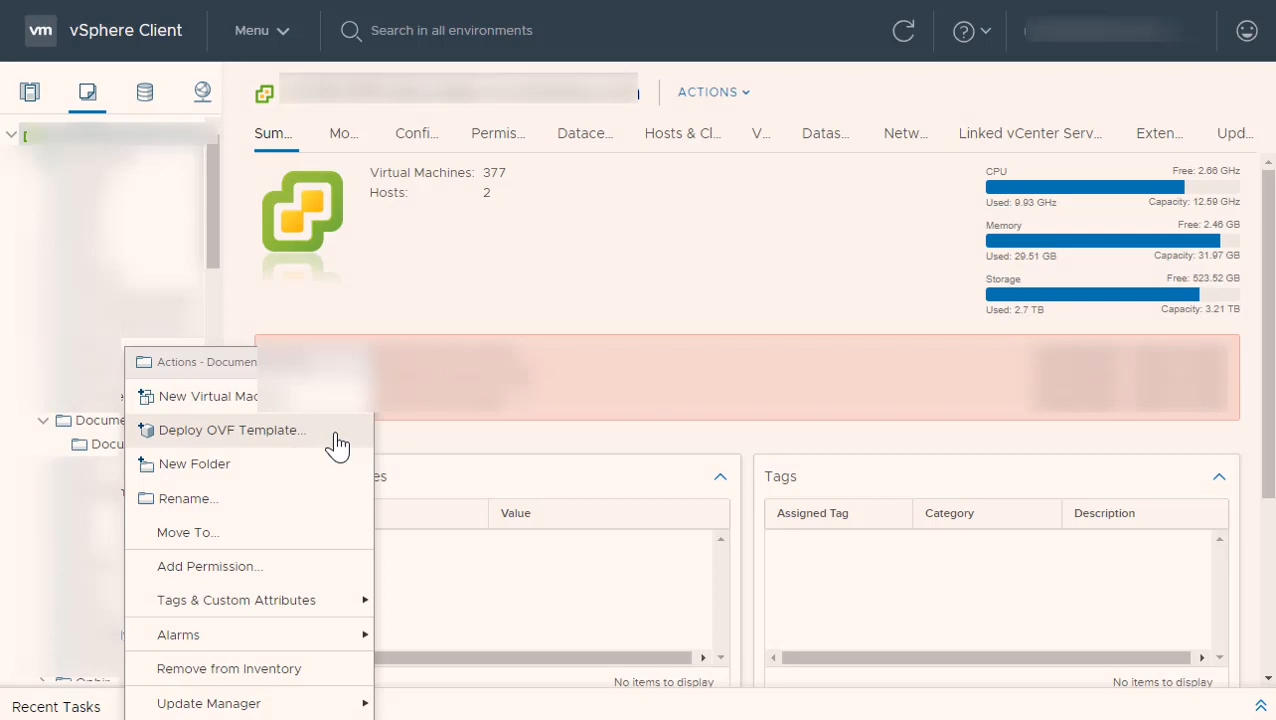 vm vSphere Client Menu Search in all environments
ACTIONS
Sum... Mo... Confi... Permis... Datace... Hosts & Cl... V... Datas... Netw... Linked vCenter Serv... Exten... Upd...
Virtual Machines: 377
Hosts: 2
CPU Free: 2.66 GHz
Used: 9.93 GHz Capacity: 12.59 GHz
Memory Free: 2.46 GB
Used: 29.51 GB Capacity: 31.97 GB
Storage Free: 523.52 GB
Used: 2.7 TB Capacity: 3.21 TB
Actions - Documen
New Virtual Mac
Docume
Deploy OVF Template...
Docu
New Folder
Rename...
Move To...
Add Permission...
Tags & Custom Attributes
Alarms
Remove from Inventory
Update Manager
es
Value
No items to display
Tags
Assigned Tag Category Description
No items to display
Recent Tasks